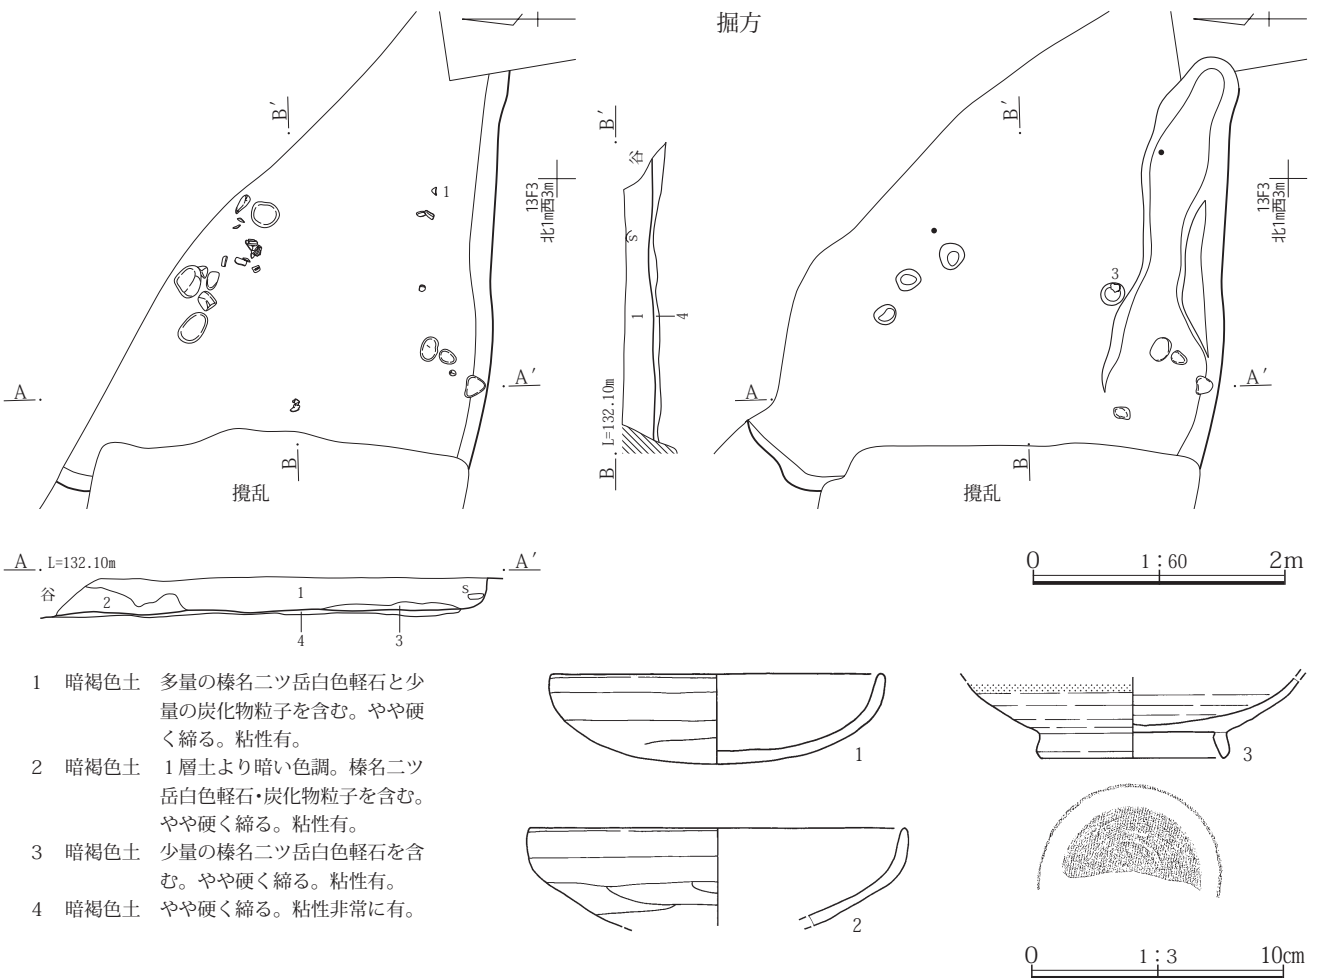 掘方
B′
1
13F3
北1m西3m
A
A′
B
攪乱
B′
谷
S
1
4
L=132.10m
B
B′
13F3
北1m西3m
3
A
A′
B
攪乱
A
L=132.10m
A′
谷
2
1
S
4
3
0
1:60
2m
1 暗褐色土 多量の榛名二ツ岳白色軽石と少
量の炭化物粒子を含む。やや硬
く締る。粘性有。
2 暗褐色土 1層土より暗い色調。榛名二ツ
岳白色軽石・炭化物粒子を含む。
やや硬く締る。粘性有。
3 暗褐色土 少量の榛名二ツ岳白色軽石を含
む。やや硬く締る。粘性有。
4 暗褐色土 やや硬く締る。粘性非常に有。
1
3
2
0
1:3
10cm